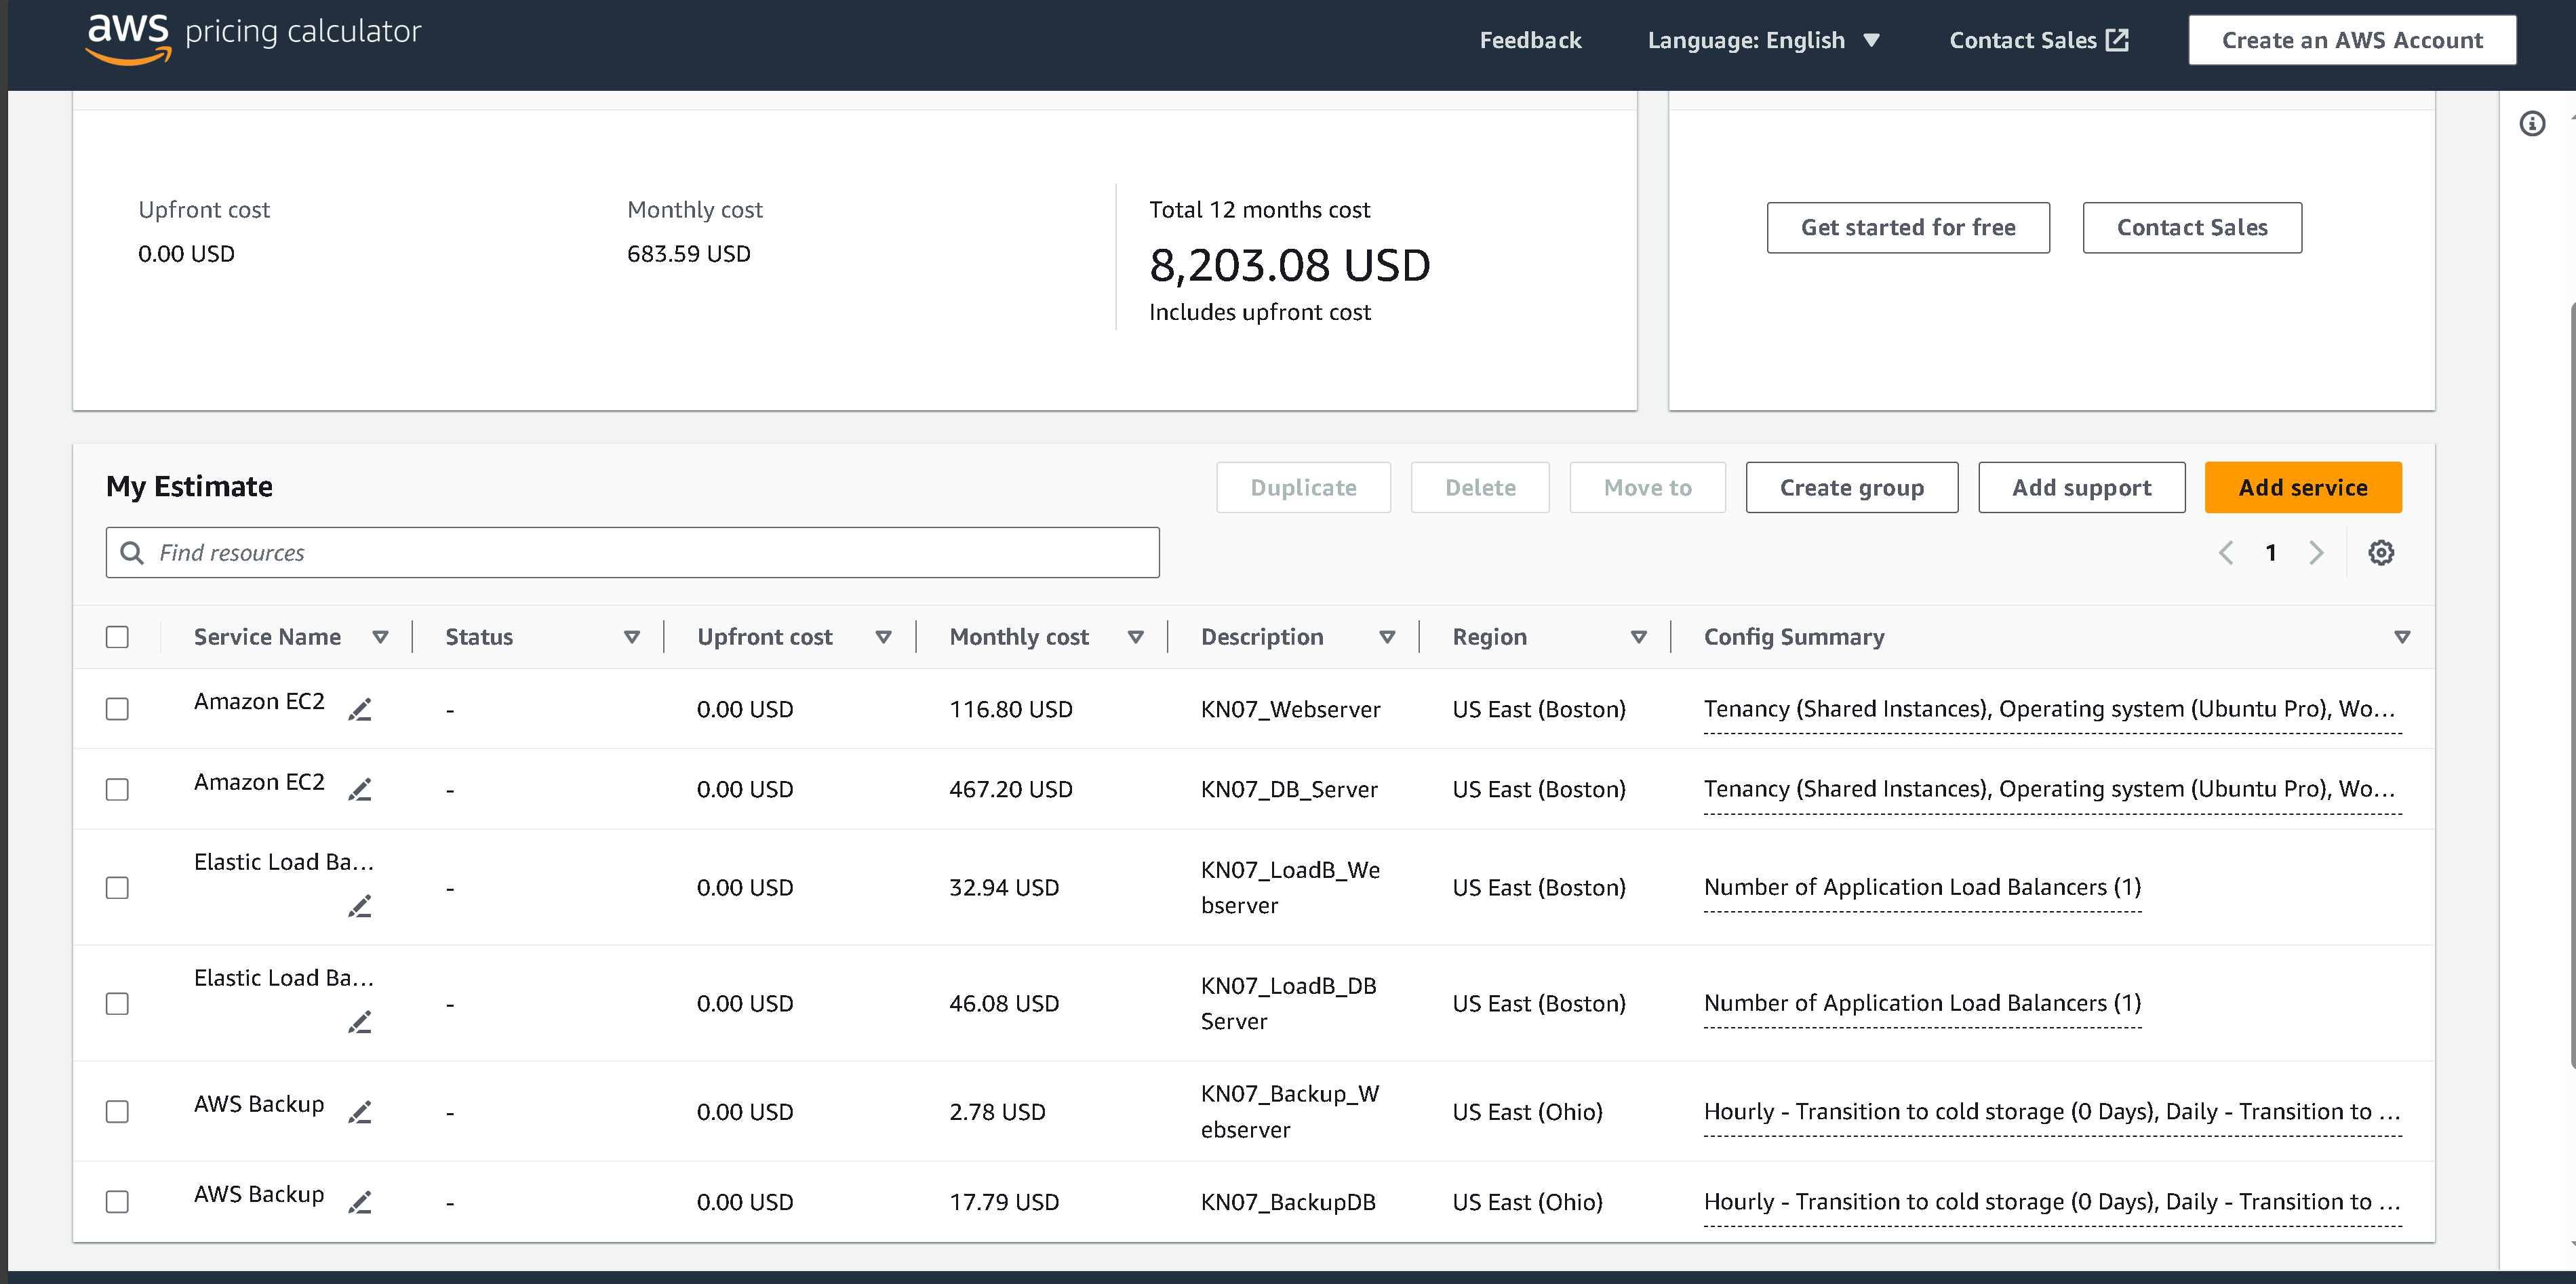 aws pricing calculator
Feedback
Language: English
Contact Sales
Create an AWS Account
Upfront cost
0.00 USD
Monthly cost
683.59 USD
Total 12 months cost
8,203.08 USD
Includes upfront cost
Get started for free
Contact Sales
My Estimate
Duplicate
Delete
Move to
Create group
Add support
Add service
Find resources
1
Service Name Status Upfront cost Monthly cost Description Region Config Summary
Amazon EC2 - 0.00 USD 116.80 USD KN07_Webserver US East (Boston) Tenancy (Shared Instances), Operating system (Ubuntu Pro), Wo...
Amazon EC2 - 0.00 USD 467.20 USD KN07_DB_Server US East (Boston) Tenancy (Shared Instances), Operating system (Ubuntu Pro), Wo...
Elastic Load Ba... - 0.00 USD 32.94 USD KN07_LoadB_We
bserver US East (Boston) Number of Application Load Balancers (1)
Elastic Load Ba... - 0.00 USD 46.08 USD KN07_LoadB_DB
Server US East (Boston) Number of Application Load Balancers (1)
AWS Backup - 0.00 USD 2.78 USD KN07_Backup_W
ebserver US East (Ohio) Hourly - Transition to cold storage (0 Days), Daily - Transition to ...
AWS Backup - 0.00 USD 17.79 USD KN07_BackupDB US East (Ohio) Hourly - Transition to cold storage (0 Days), Daily - Transition to ...